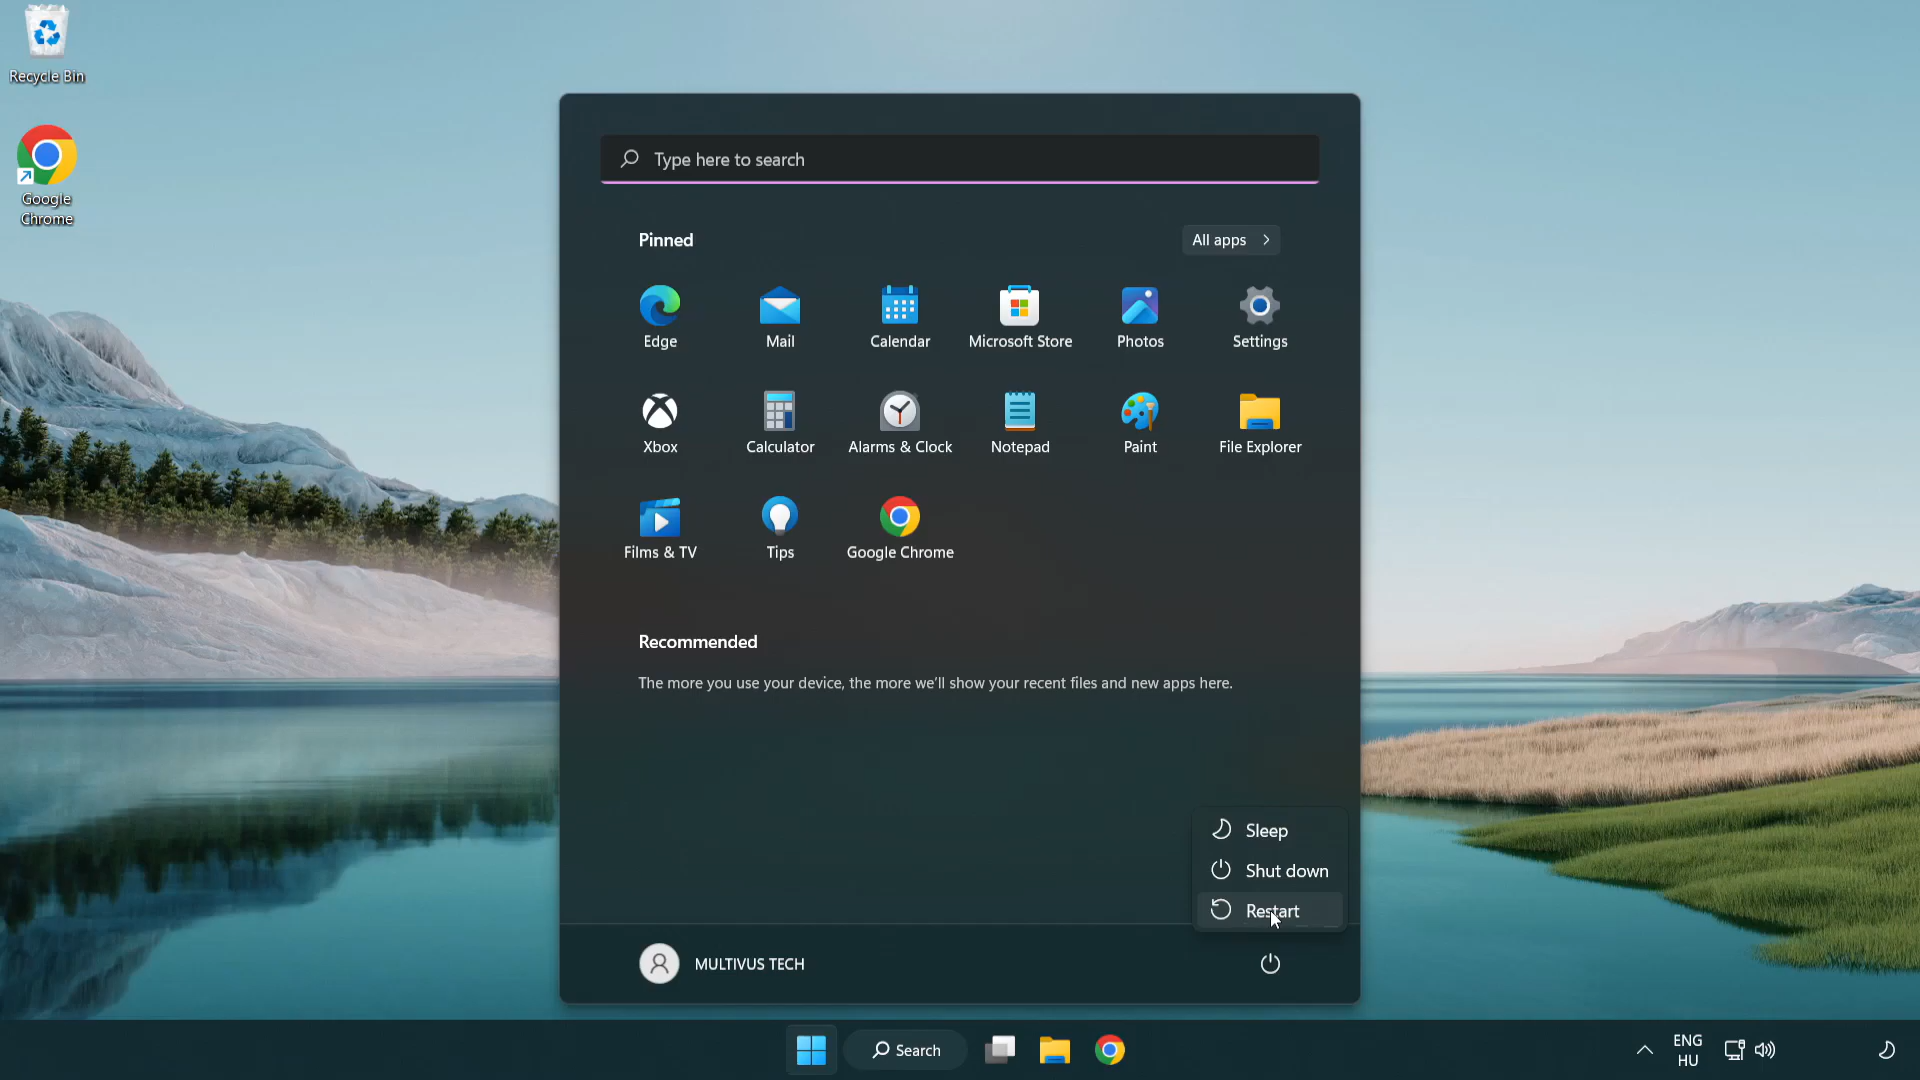 Recycle Bin
Google
Chrome
Type here to search
Pinned
All apps
Edge
Mail
Calendar
Microsoft Store
Photos
Settings
Xbox
Calculator
Alarms & Clock
Notepad
Paint
File Explorer
Films & TV
Tips
Google Chrome
Recommended
The more you use your device, the more we'll show your recent files and new apps here.
Sleep
Shut down
Restart
MULTIVUS TECH
Search
ENG
HU